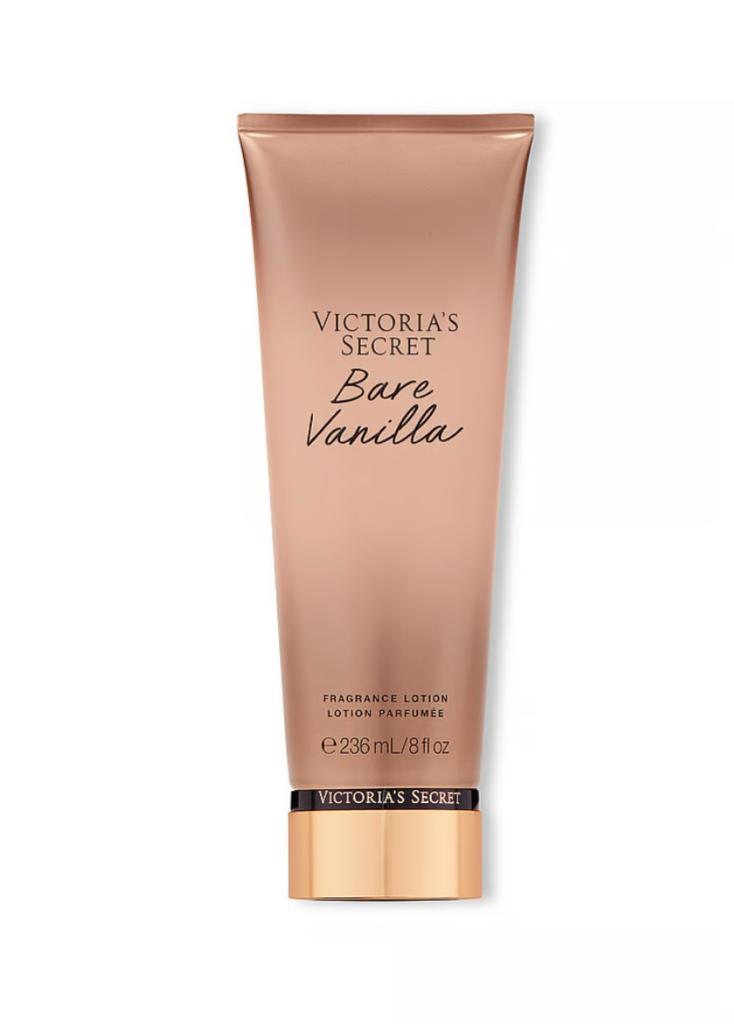 VICTORIA'S
SECRET
Bare
Vanilla
FRAGRANCE LOTION
LOTION PARFUMÉE
℮ 236 mL/8 fl oz
VICTORIA'S SECRET